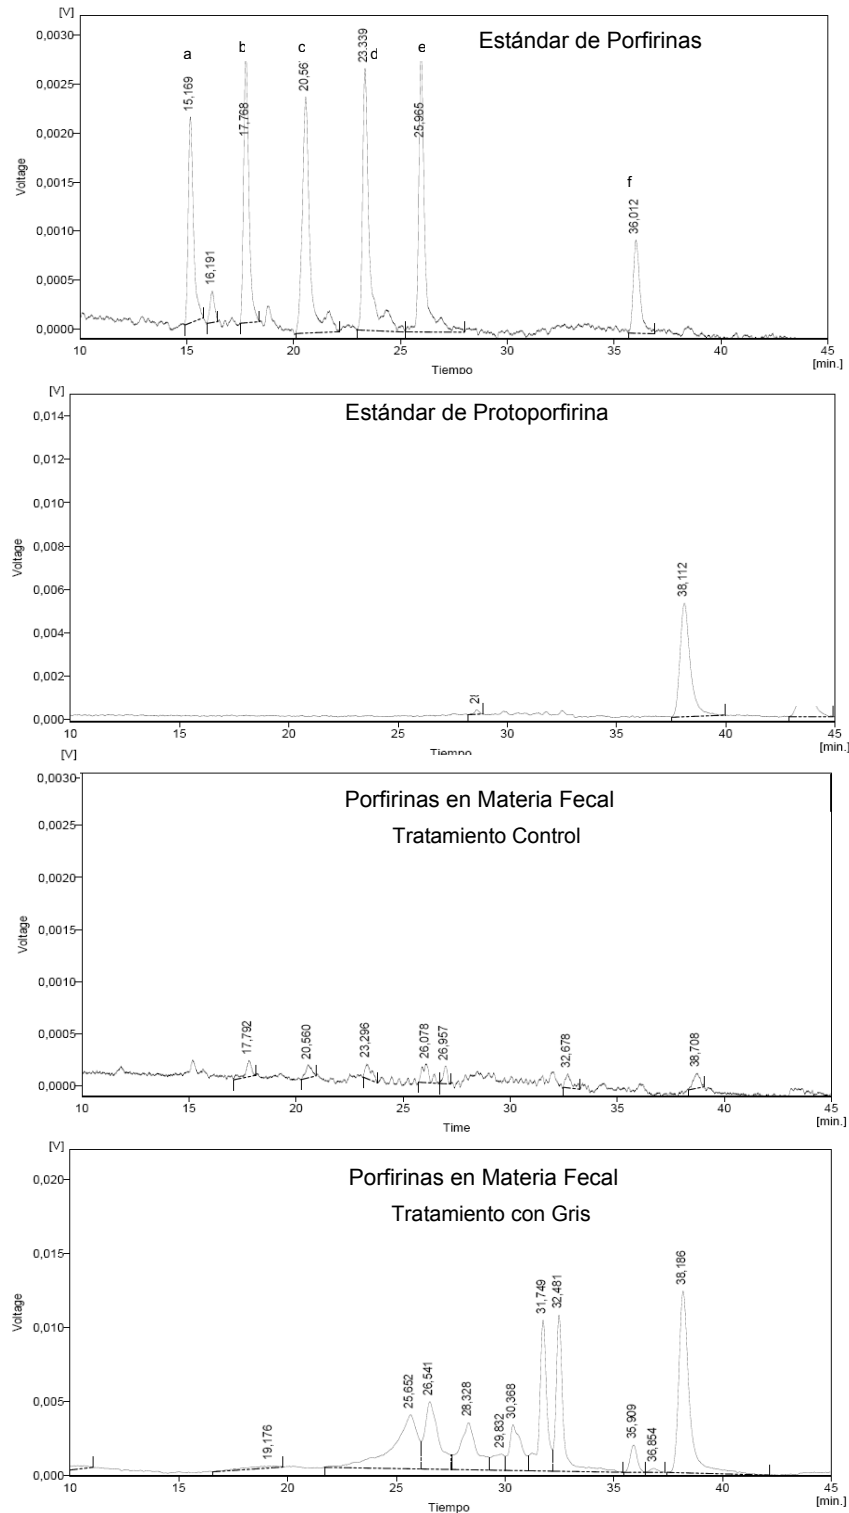 [V]
0,0030
0,0025
0,0020
0,0015
0,0010
0,0005
0,0000
Voltage
a
b
c
d
e
f
Estándar de Porfirinas
15,169
16,191
17,768
20,56
23,339
25,965
36,012
10 15 20 25 30 35 40 45
Tiempo
[min.]
[V]
0,014
0,012
0,010
0,008
0,006
0,004
0,002
0,000
Voltage
Estándar de Protoporfirina
38,112
10 15 20 25 30 35 40 45
Tiempo
[min.]
[V]
0,0030
0,0025
0,0020
0,0015
0,0010
0,0005
0,0000
Voltage
Porfirinas en Materia Fecal
Tratamiento Control
17,792
20,560
23,296
26,078
26,957
32,678
38,708
10 15 20 25 30 35 40 45
Time
[min.]
[V]
0,020
0,015
0,010
0,005
0,000
Voltage
Porfirinas en Materia Fecal
Tratamiento con Gris
19,176
25,652
26,541
28,328
29,832
30,368
31,749
32,481
35,909
36,854
38,186
10 15 20 25 30 35 40 45
Tiempo
[min.]